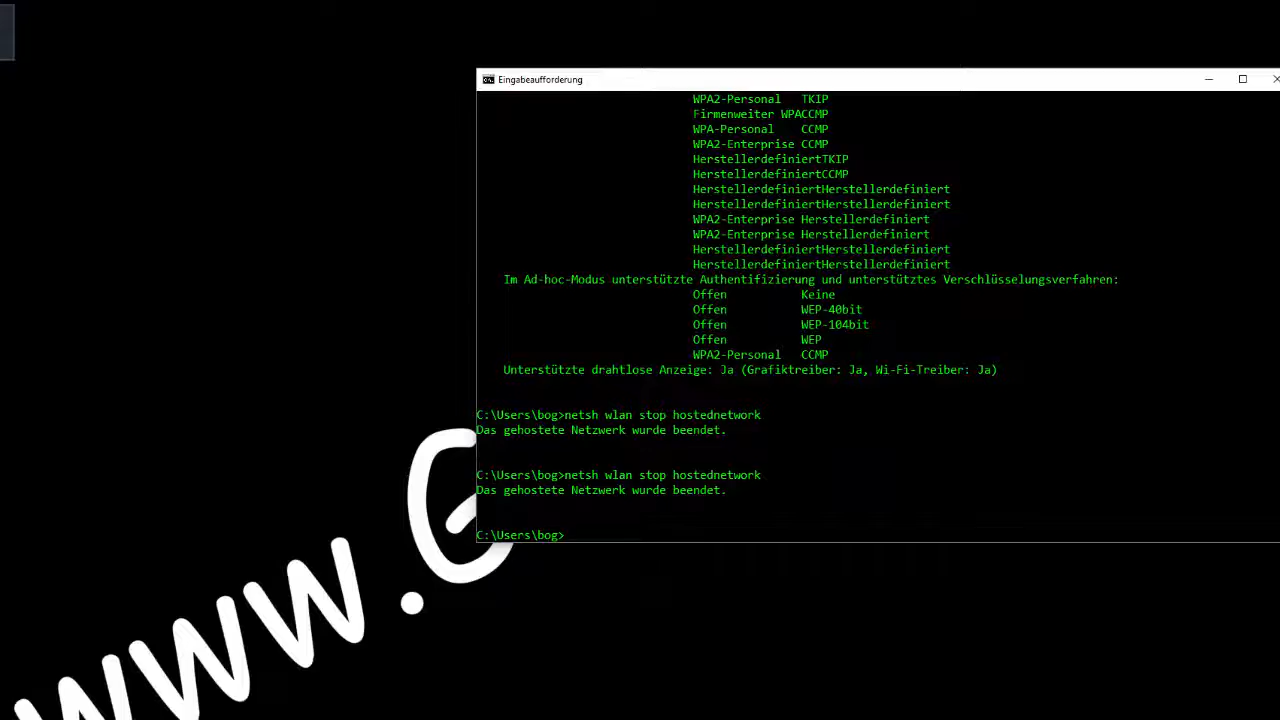 Eingabeaufforderung
WPA2-Personal TKIP
Firmenweiter WPACCMP
WPA-Personal CCMP
WPA2-Enterprise CCMP
HerstellerdefiniertTKIP
HerstellerdefiniertCCMP
HerstellerdefiniertHerstellerdefiniert
HerstellerdefiniertHerstellerdefiniert
WPA2-Enterprise Herstellerdefiniert
WPA2-Enterprise Herstellerdefiniert
HerstellerdefiniertHerstellerdefiniert
HerstellerdefiniertHerstellerdefiniert
Im Ad-hoc-Modus unterstützte Authentifizierung und unterstütztes Verschlüsselungsverfahren:
Offen Keine
Offen WEP-40bit
Offen WEP-104bit
Offen WEP
WPA2-Personal CCMP
Unterstützte drahtlose Anzeige: Ja (Grafiktreiber: Ja, Wi-Fi-Treiber: Ja)
C:\Users\bog>netsh wlan stop hostednetwork
Das gehostete Netzwerk wurde beendet.
C:\Users\bog>netsh wlan stop hostednetwork
Das gehostete Netzwerk wurde beendet.
C:\Users\bog>
www.G